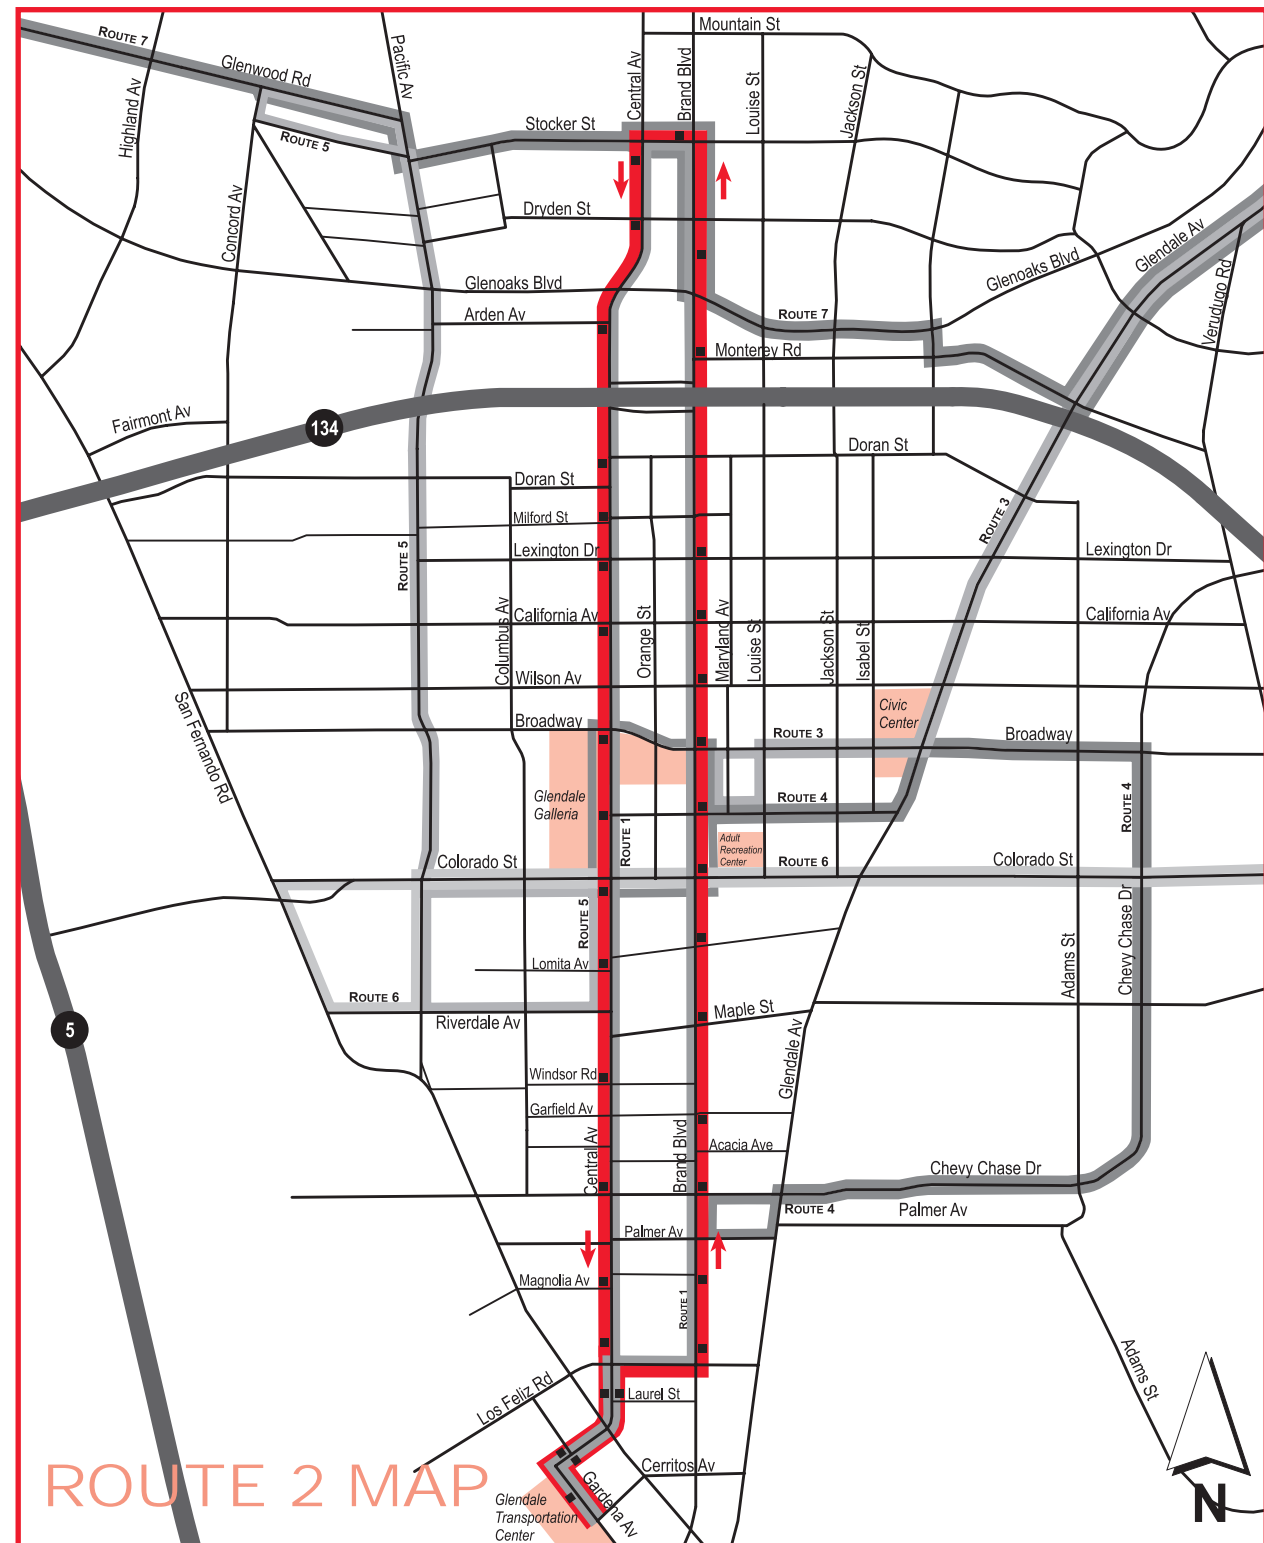 Mountain St
ROUTE 7
Glenwood Rd
Pacific Av
Central Av
Brand Blvd
Louise St
Jackson St
Highland Av
Stocker St
ROUTE 5
Concord Av
Dryden St
Glendale Av
Glenoaks Blvd
Verudugo Rd
Glenoaks Blvd
Arden Av
ROUTE 7
Monterey Rd
Fairmont Av
134
Doran St
Doran St
Milford St
ROUTE 3
Lexington Dr
Lexington Dr
ROUTE 5
California Av
California Av
Columbus Av
Orange St
Maryland Av
Louise St
Jackson St
Isabel St
Wilson Av
San Fernando Rd
Civic
Center
Broadway
ROUTE 3
Broadway
Glendale
Galleria
ROUTE 4
ROUTE 4
ROUTE 1
Adult
Recreation
Center
Colorado St
ROUTE 6
Colorado St
ROUTE 5
Chevy Chase Dr
Adams St
Lomita Av
ROUTE 6
Riverdale Av
Maple St
5
Glendale Av
Windsor Rd
Garfield Av
Central Av
Brand Blvd
Acacia Ave
Chevy Chase Dr
ROUTE 4
Palmer Av
Palmer Av
Magnolia Av
ROUTE 1
Adams St
Los Feliz Rd
Laurel St
Cerritos Av
ROUTE 2 MAP
Gardena Av
Glendale
Transportation
Center
N